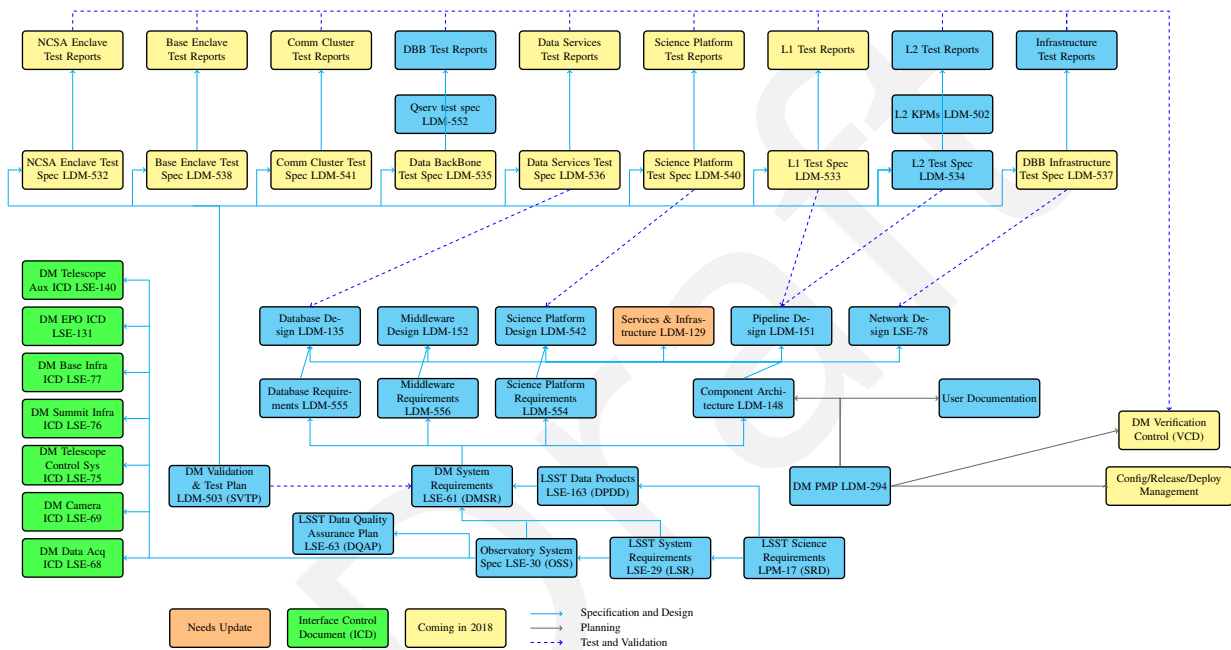 NCSA Enclave
Test Reports
Base Enclave
Test Reports
Comm Cluster
Test Reports
DBB Test Reports
Data Services
Test Reports
Science Platform
Test Reports
L1 Test Reports
L2 Test Reports
Infrastructure
Test Reports
Qserv test spec
LDM-552
L2 KPMs LDM-502
NCSA Enclave Test
Spec LDM-532
Base Enclave Test
Spec LDM-538
Comm Cluster Test
Spec LDM-541
Data BackBone
Test Spec LDM-535
Data Services Test
Spec LDM-536
Science Platform
Test Spec LDM-540
L1 Test Spec
LDM-533
L2 Test Spec
LDM-534
DBB Infrastructure
Test Spec LDM-537
DM Telescope
Aux ICD LSE-140
DM EPO ICD
LSE-131
DM Base Infra
ICD LSE-77
DM Summit Infra
ICD LSE-76
DM Telescope
Control Sys
ICD LSE-75
DM Camera
ICD LSE-69
DM Data Acq
ICD LSE-68
Database De-
sign LDM-135
Middleware
Design LDM-152
Science Platform
Design LDM-542
Services & Infras-
tructure LDM-129
Pipeline De-
sign LDM-151
Network De-
sign LSE-78
Database Require-
ments LDM-555
Middleware
Requirements
LDM-556
Science Platform
Requirements
LDM-554
Component Ar-
chitecture LDM-148
User Documentation
DM Verification
Control (VCD)
DM Validation
& Test Plan
LDM-503 (SVTP)
DM System
Requirements
LSE-61 (DMSR)
LSST Data Products
LSE-163 (DPDD)
DM PMP LDM-294
Config/Release/Deploy
Management
LSST Data Quality
Assurance Plan
LSE-63 (DQAP)
Observatory System
Spec LSE-30 (OSS)
LSST System
Requirements
LSE-29 (LSR)
LSST Science
Requirements
LPM-17 (SRD)
Needs Update
Interface Control
Document (ICD)
Coming in 2018
Specification and Design
Planning
Test and Validation
Draft